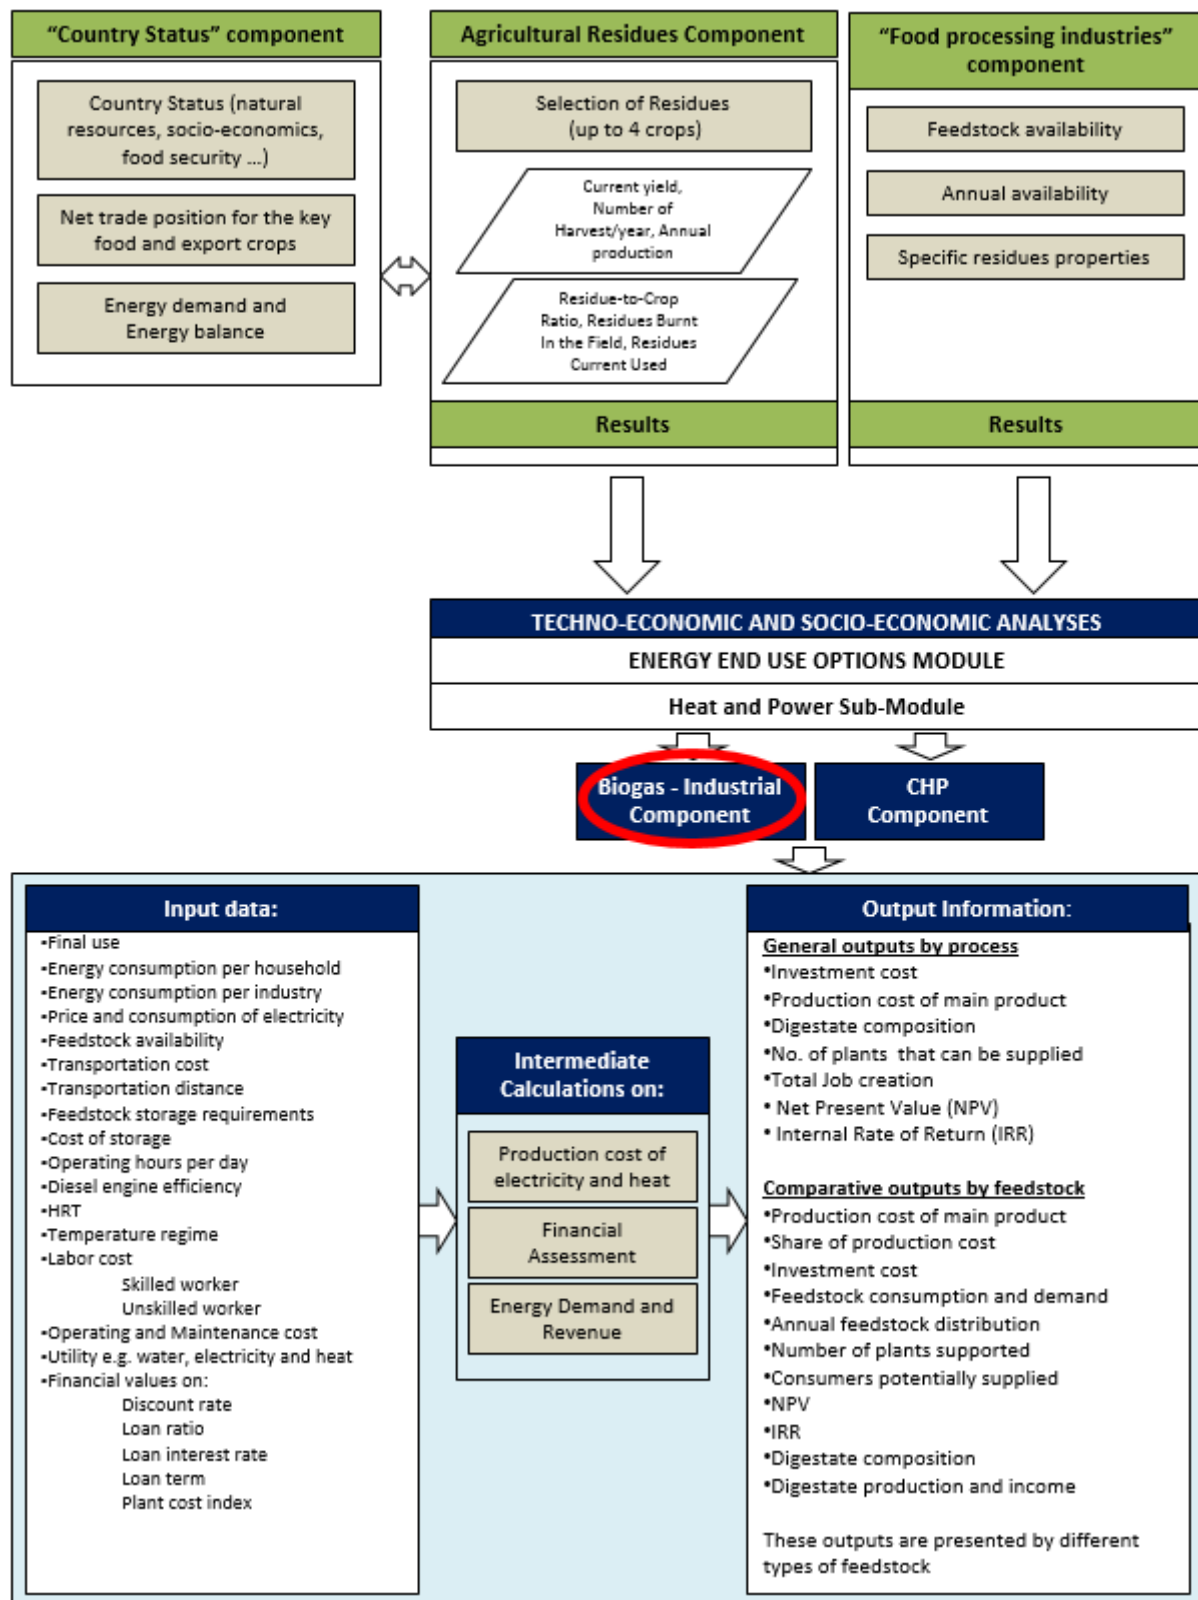 “Country Status” component
Country Status (natural
resources, socio-economics,
food security ...)
Net trade position for the key
food and export crops
Energy demand and
Energy balance
Agricultural Residues Component
Selection of Residues
(up to 4 crops)
Current yield,
Number of
Harvest/year, Annual
production
Residue-to-Crop
Ratio, Residues Burnt
In the Field, Residues
Current Used
Results
“Food processing industries”
component
Feedstock availability
Annual availability
Specific residues properties
Results
TECHNO-ECONOMIC AND SOCIO-ECONOMIC ANALYSES
ENERGY END USE OPTIONS MODULE
Heat and Power Sub-Module
Biogas - Industrial
Component
CHP
Component
Input data:
▪Final use
▪Energy consumption per household
▪Energy consumption per industry
▪Price and consumption of electricity
▪Feedstock availability
▪Transportation cost
▪Transportation distance
▪Feedstock storage requirements
▪Cost of storage
▪Operating hours per day
▪Diesel engine efficiency
▪HRT
▪Temperature regime
▪Labor cost
Skilled worker
Unskilled worker
▪Operating and Maintenance cost
▪Utility e.g. water, electricity and heat
▪Financial values on:
Discount rate
Loan ratio
Loan interest rate
Loan term
Plant cost index
Intermediate
Calculations on:
Production cost of
electricity and heat
Financial
Assessment
Energy Demand and
Revenue
Output Information:
General outputs by process
•Investment cost
•Production cost of main product
•Digestate composition
•No. of plants that can be supplied
•Total Job creation
• Net Present Value (NPV)
• Internal Rate of Return (IRR)
Comparative outputs by feedstock
•Production cost of main product
•Share of production cost
•Investment cost
•Feedstock consumption and demand
•Annual feedstock distribution
•Number of plants supported
•Consumers potentially supplied
•NPV
•IRR
•Digestate composition
•Digestate production and income
These outputs are presented by different
types of feedstock